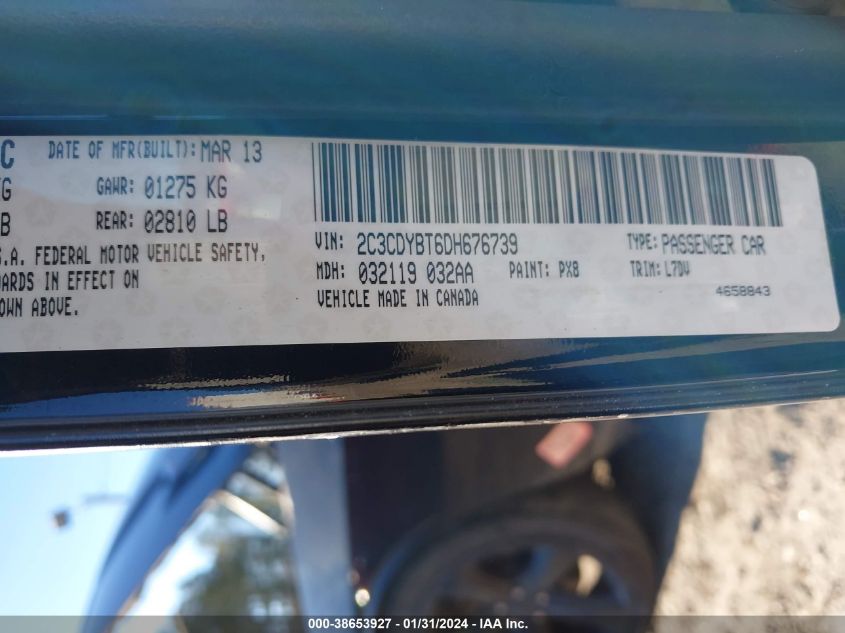 C DATE OF MFR(BUILT): MAR 13
GAWR: 01275 KG
B REAR: 02810 LB
FEDERAL MOTOR VEHICLE SAFETY,
IN EFFECT ON
OWN ABOVE.
VIN: 2C3CDYBT6DH676739 TYPE: PASSENGER CAR
MDH: 032119 032AA PAINT: PX8 TRIM: L7DV
VEHICLE MADE IN CANADA 4658843
000-38653927 - 01/31/2024 - IAA Inc.